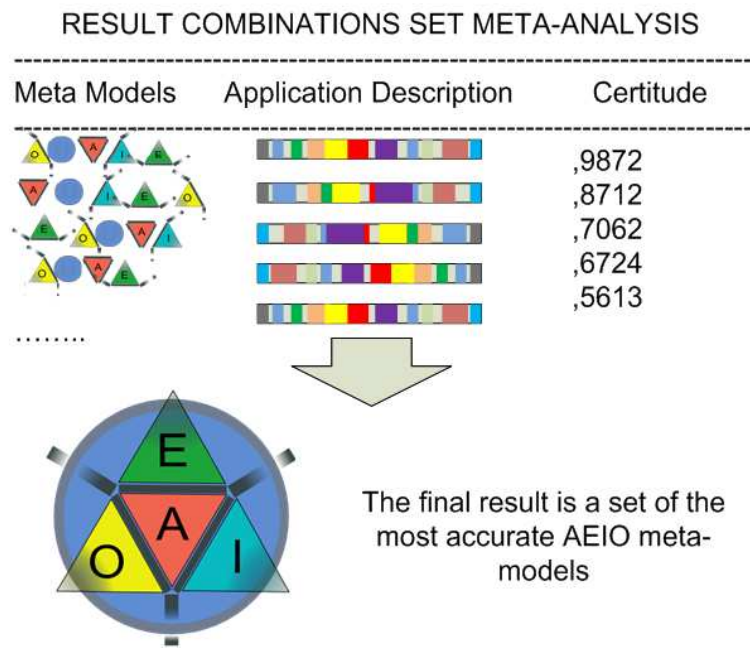 RESULT COMBINATIONS SET META-ANALYSIS
Meta Models Application Description Certitude
O A I E
A I E O
E O A I
O A E
,9872
,8712
,7062
,6724
,5613
........
E
O A I
The final result is a set of the
most accurate AEIO meta-
models